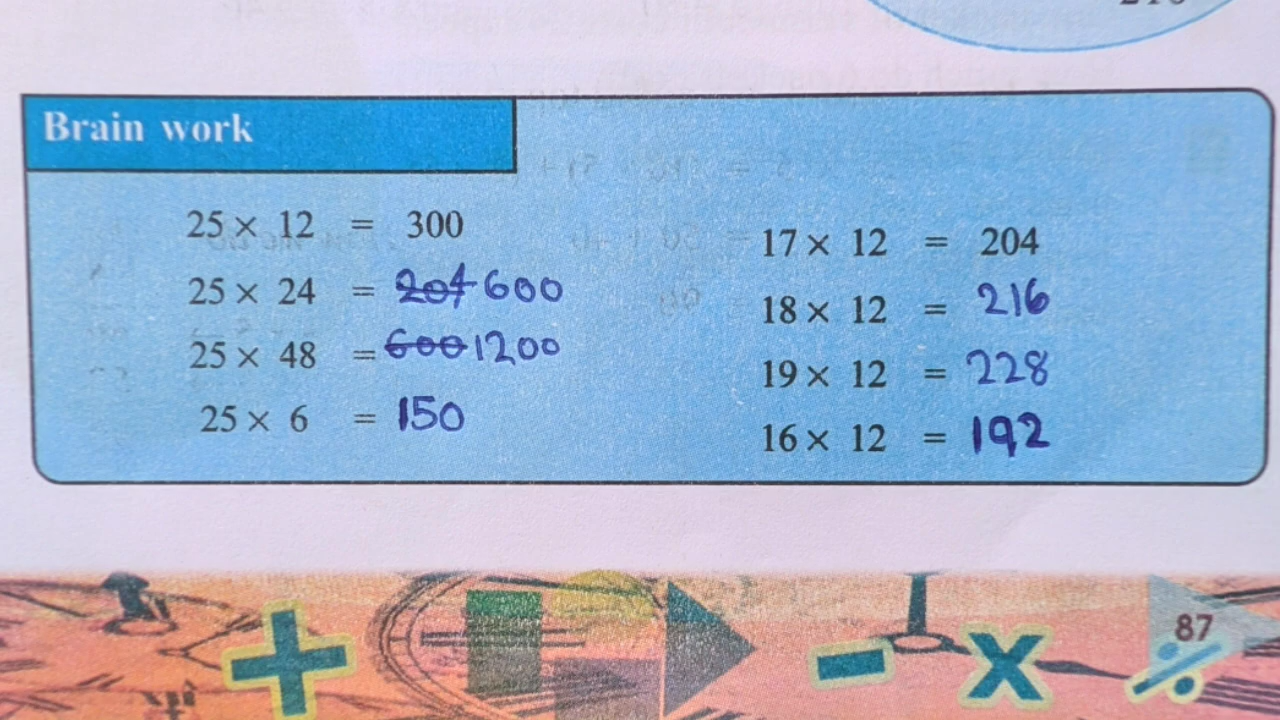 Brain work
25 × 12 = 300
25 × 24 = 204 600
25 × 48 = 600 1200
25 × 6 = 150
17 × 12 = 204
18 × 12 = 216
19 × 12 = 228
16 × 12 = 192
87